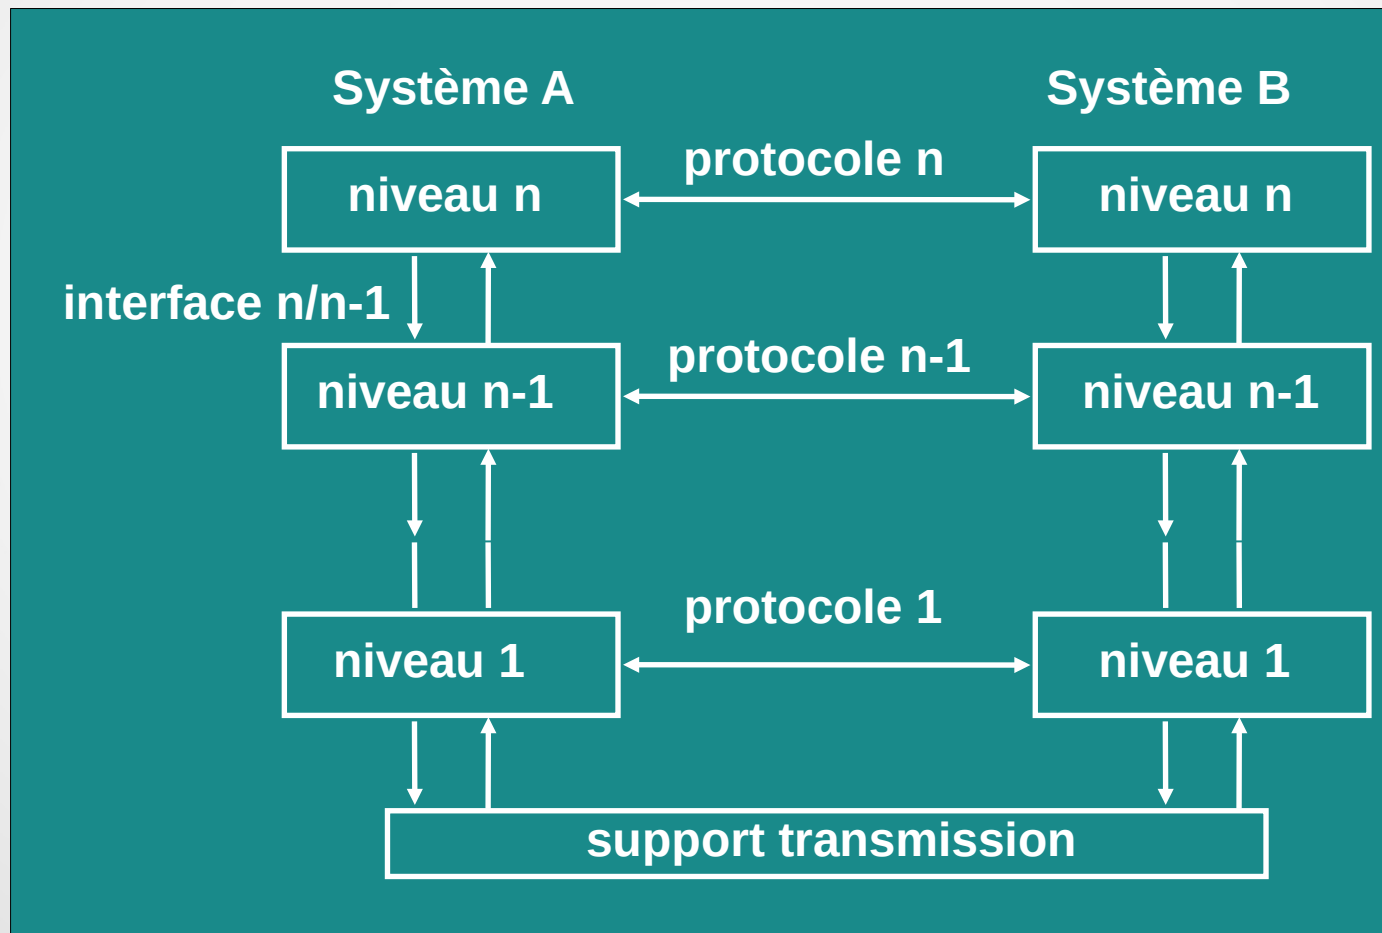 Système A
Système B
protocole n
niveau n
niveau n
interface n/n-1
protocole n-1
niveau n-1
niveau n-1
protocole 1
niveau 1
niveau 1
support transmission